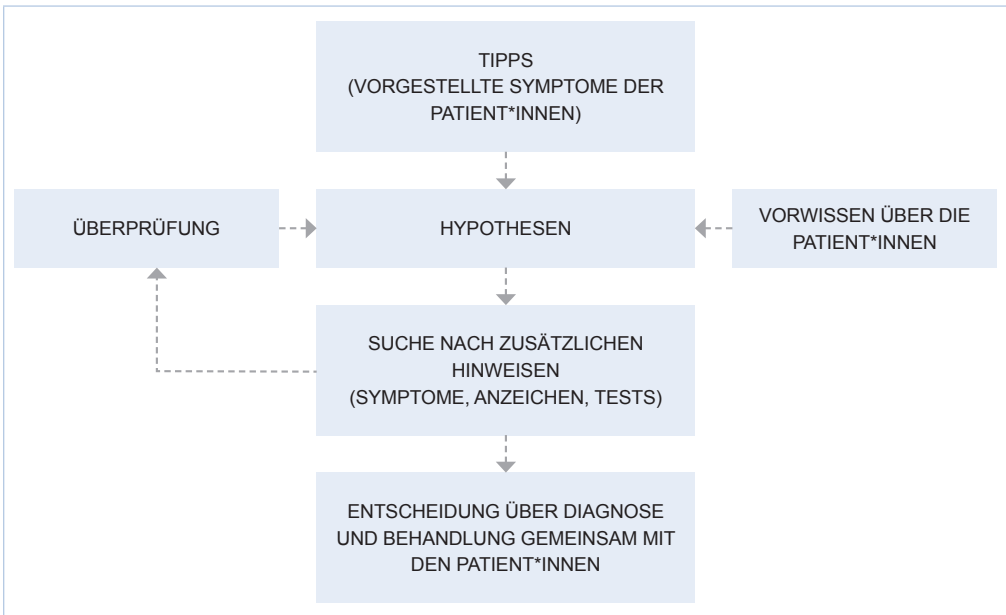 TIPPS
(VORGESTELLTE SYMPTOME DER
PATIENT*INNEN)
ÜBERPRÜFUNG
HYPOTHESEN
VORWISSEN ÜBER DIE
PATIENT*INNEN
SUCHE NACH ZUSÄTZLICHEN
HINWEISEN
(SYMPTOME, ANZEICHEN, TESTS)
ENTSCHEIDUNG ÜBER DIAGNOSE
UND BEHANDLUNG GEMEINSAM MIT
DEN PATIENT*INNEN